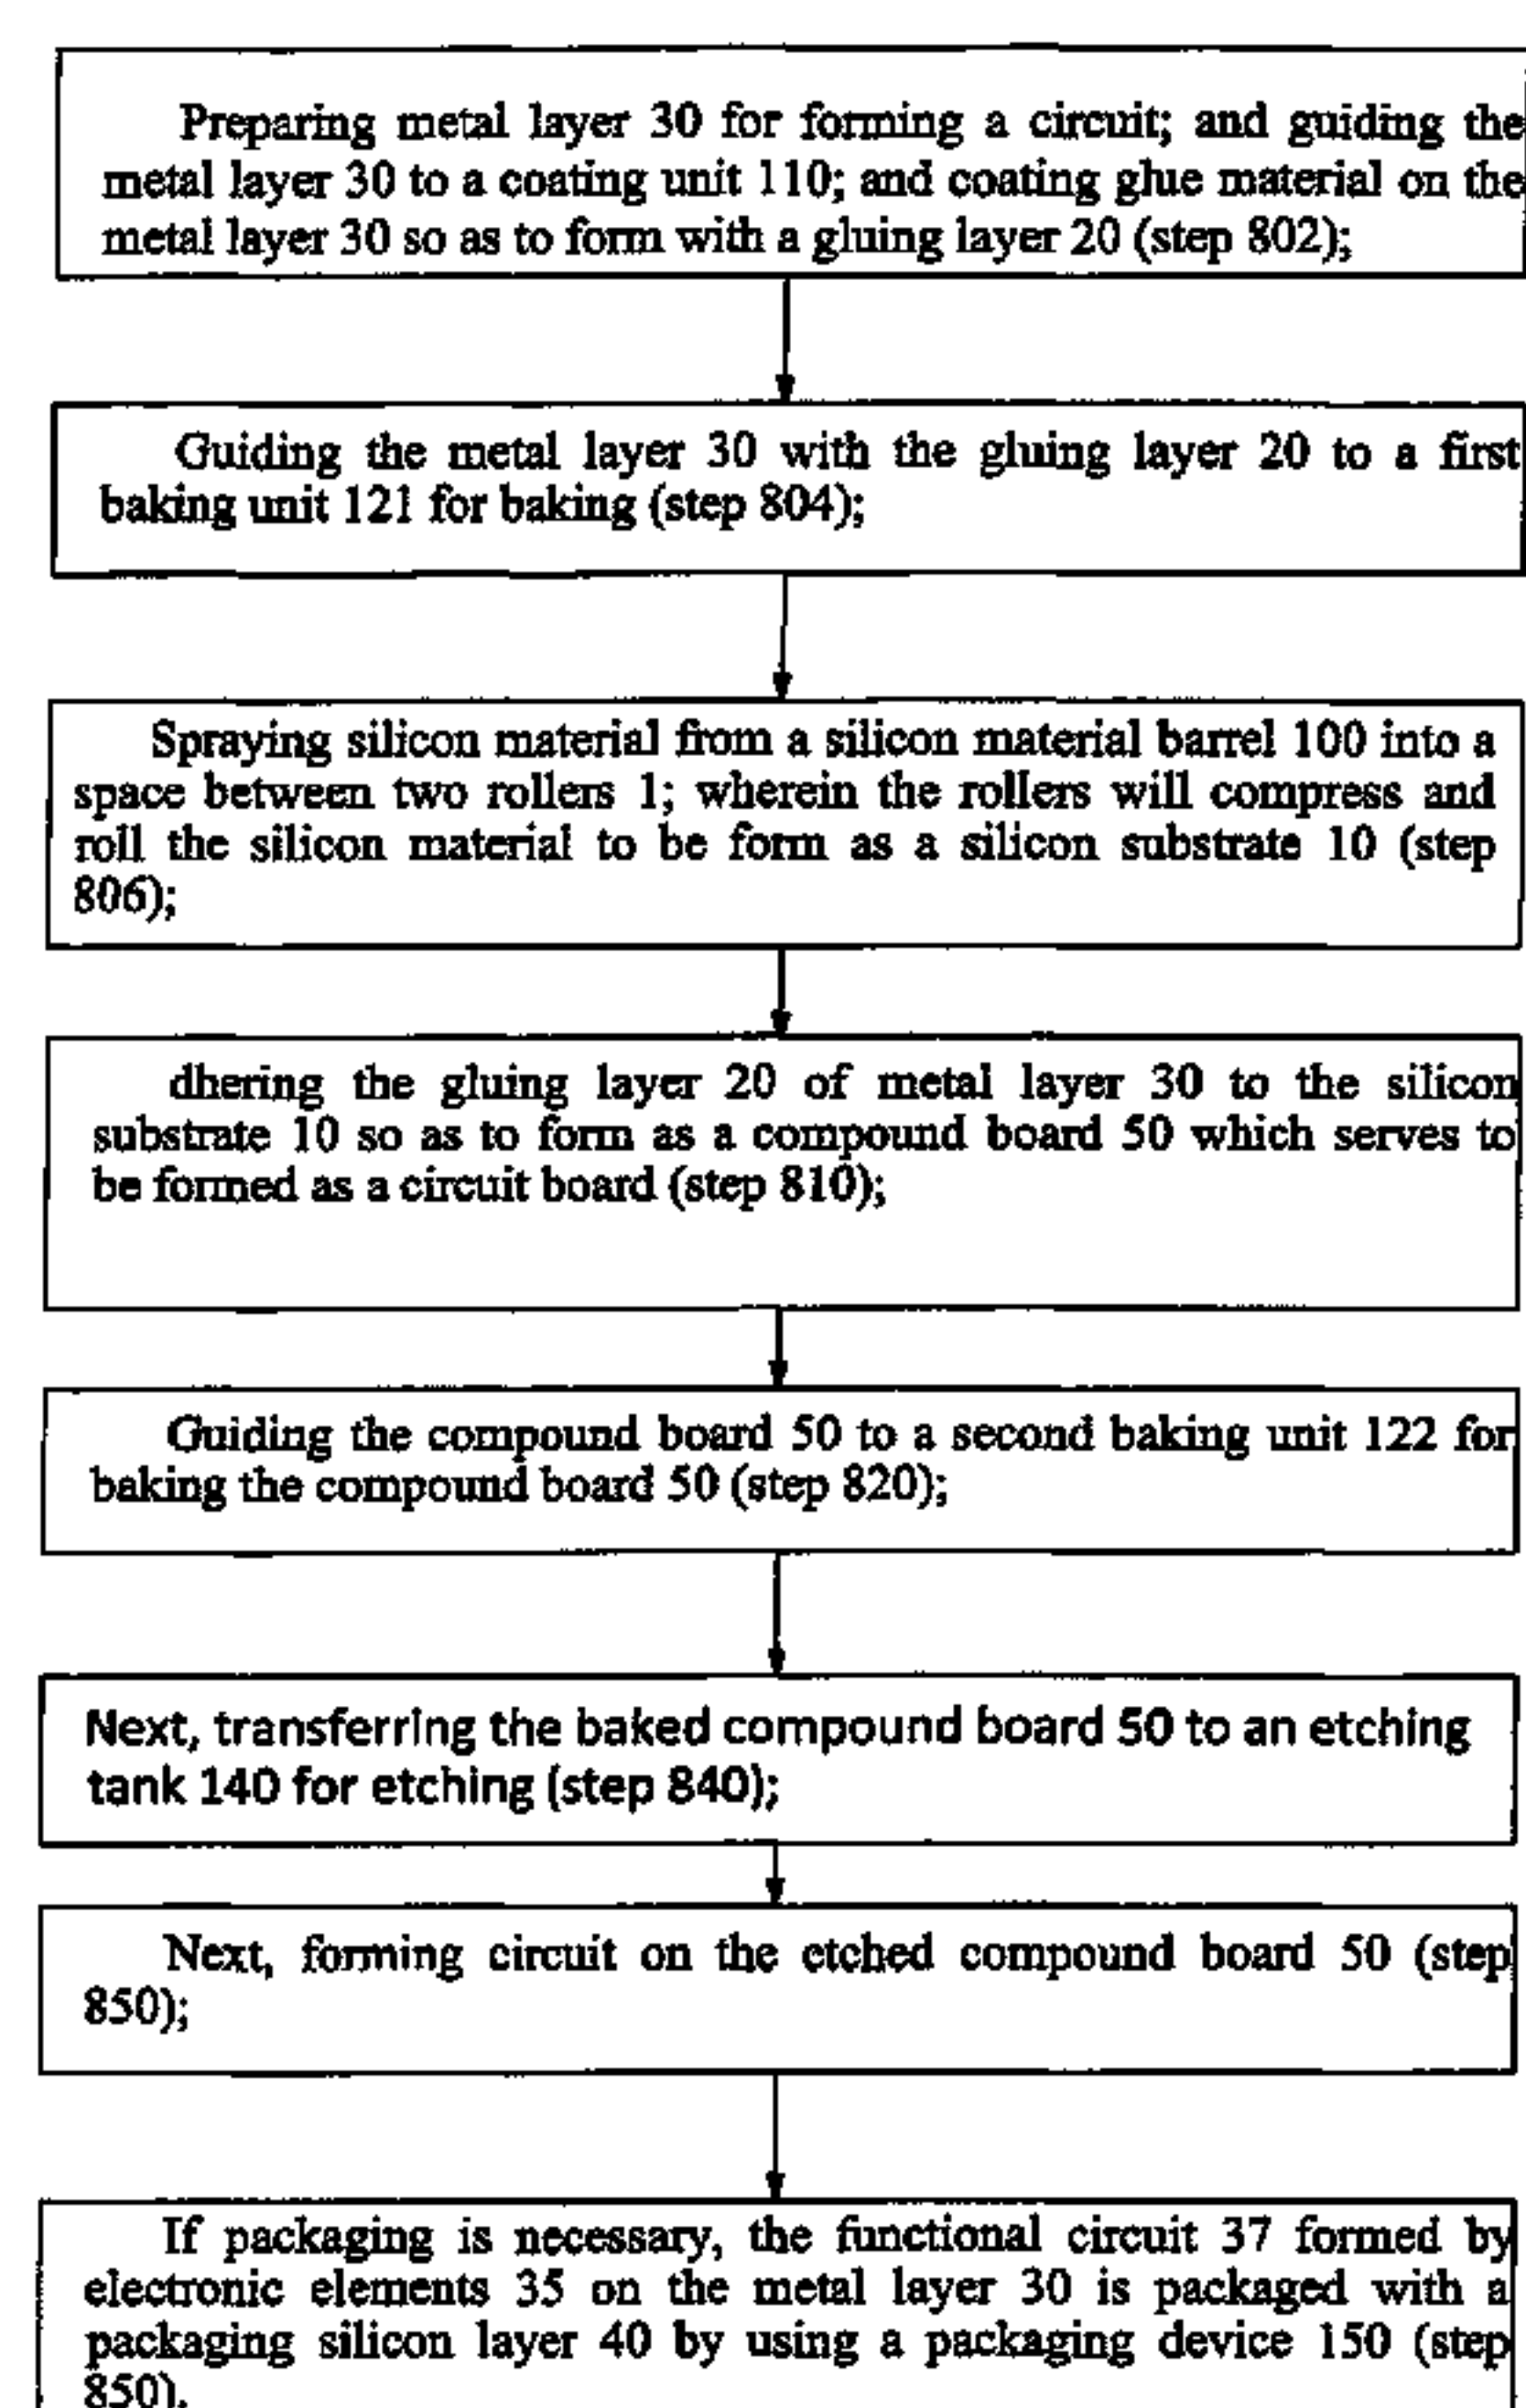 Preparing metal layer 30 for forming a circuit; and guiding the
metal layer 30 to a coating unit 110; and coating glue material on the
metal layer 30 so as to form with a gluing layer 20 (step 802);
Guiding the metal layer 30 with the gluing layer 20 to a first
baking unit 121 for baking (step 804);
Spraying silicon material from a silicon material barrel 100 into a
space between two rollers 1; wherein the rollers will compress and
roll the silicon material to be form as a silicon substrate 10 (step
806);
dhering the gluing layer 20 of metal layer 30 to the silicon
substrate 10 so as to form as a compound board 50 which serves to
be formed as a circuit board (step 810);
Guiding the compound board 50 to a second baking unit 122 for
baking the compound board 50 (step 820);
Next, transferring the baked compound board 50 to an etching
tank 140 for etching (step 840);
Next, forming circuit on the etched compound board 50 (step
850);
If packaging is necessary, the functional circuit 37 formed by
electronic elements 35 on the metal layer 30 is packaged with a
packaging silicon layer 40 by using a packaging device 150 (step
850).